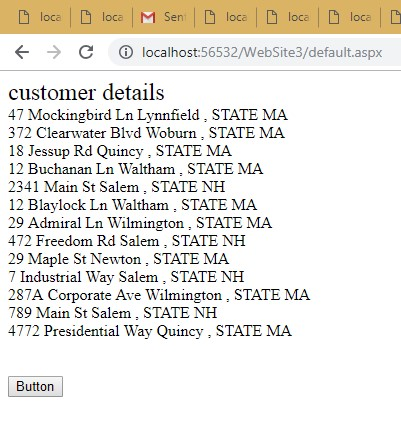 loca
loca
Sent
loca
loca
loca
localhost:56532/WebSite3/default.aspx
customer details
47 Mockingbird Ln Lynnfield , STATE MA
372 Clearwater Blvd Woburn , STATE MA
18 Jessup Rd Quincy , STATE MA
12 Buchanan Ln Waltham , STATE MA
2341 Main St Salem , STATE NH
12 Blaylock Ln Waltham , STATE MA
29 Admiral Ln Wilmington , STATE MA
472 Freedom Rd Salem , STATE NH
29 Maple St Newton , STATE MA
7 Industrial Way Salem , STATE NH
287A Corporate Ave Wilmington , STATE MA
789 Main St Salem , STATE NH
4772 Presidential Way Quincy , STATE MA
Button